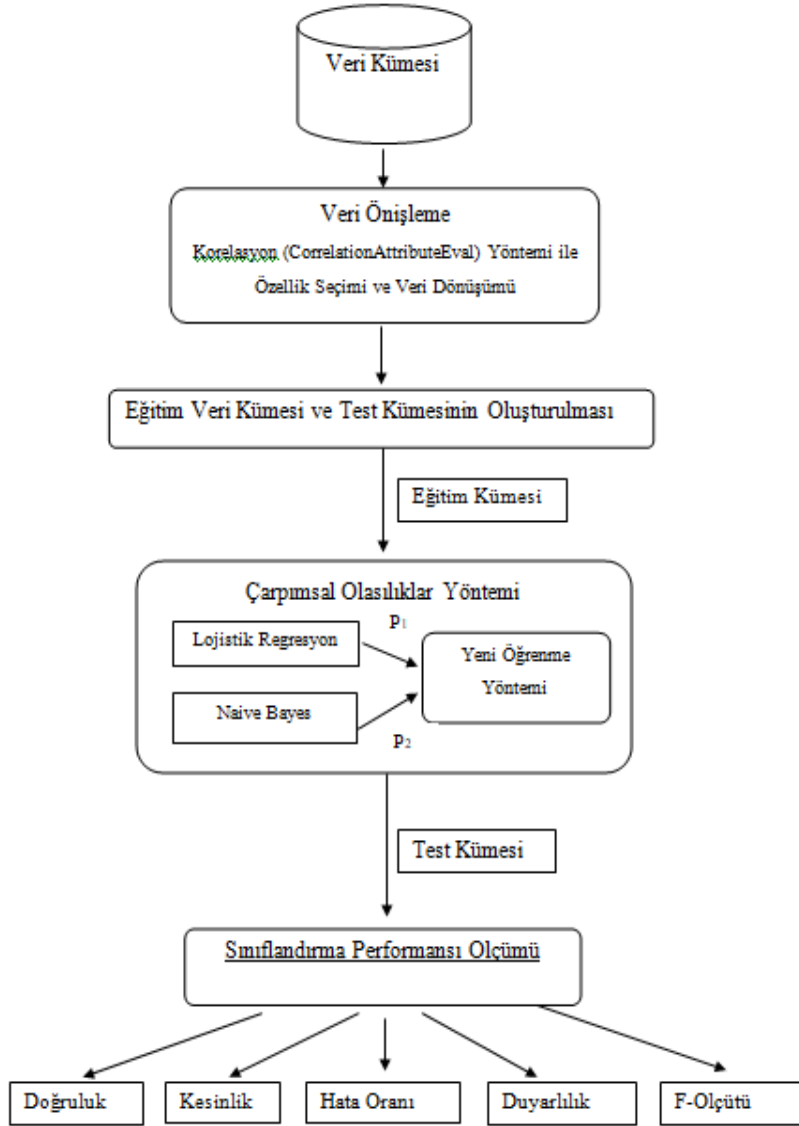 Veri Kümesi
Veri Önişleme
Korelasyon (CorrelationAttributeEval) Yöntemi ile
Özellik Seçimi ve Veri Dönüşümü
Eğitim Veri Kümesi ve Test Kümesinin Oluşturulması
Eğitim Kümesi
Çarpımsal Olasılıklar Yöntemi
P1
Lojistik Regresyon
Yeni Öğrenme
Yöntemi
Naive Bayes
P2
Test Kümesi
Sınıflandırma Performansı Olçümü
Doğruluk
Kesinlik
Hata Oranı
Duyarlılık
F-Olçütü